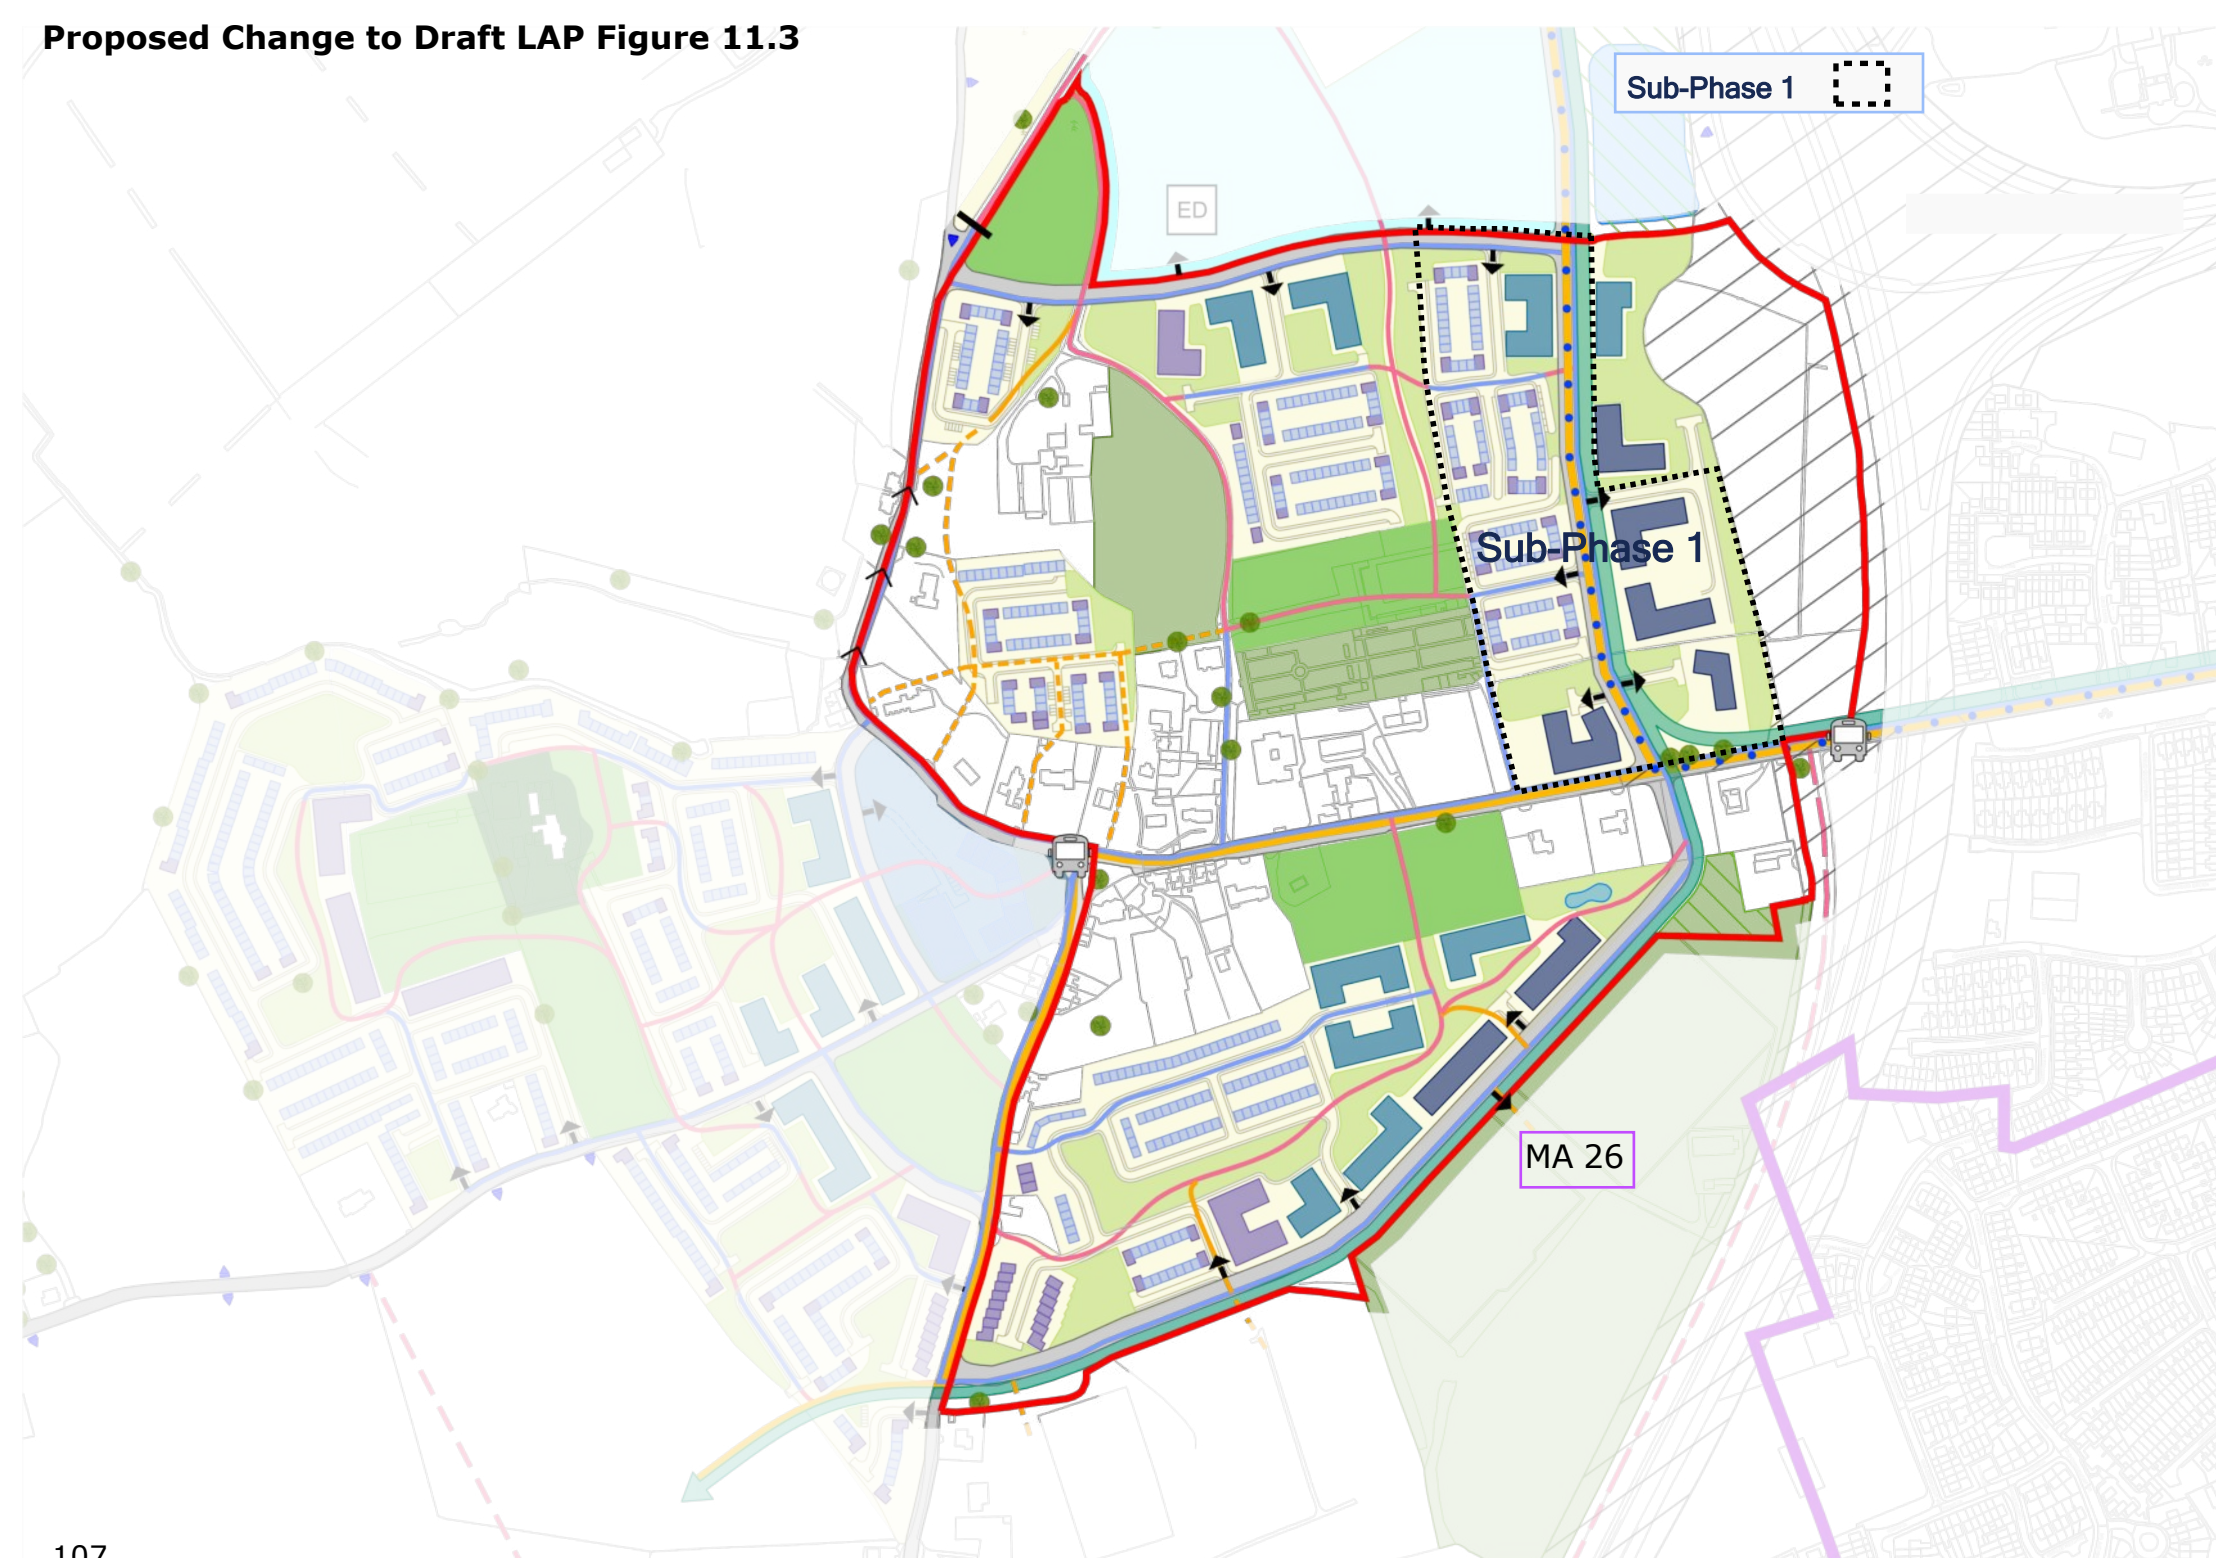 Proposed Change to Draft LAP Figure 11.3
Sub-Phase 1
ED
Sub-Phase 1
MA 26
107